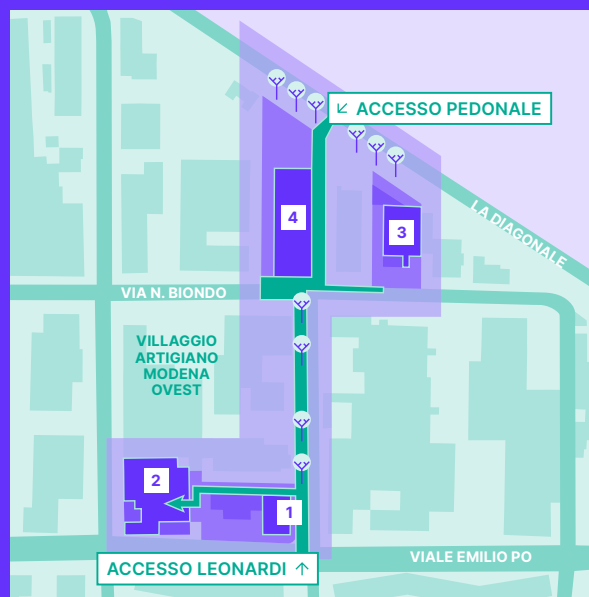 ↙ ACCESSO PEDONALE
4
3
LA DIAGONALE
VIA N. BIONDO
VILLAGGIO
ARTIGIANO
MODENA
OVEST
2
1
VIALE EMILIO PO
ACCESSO LEONARDI ↑